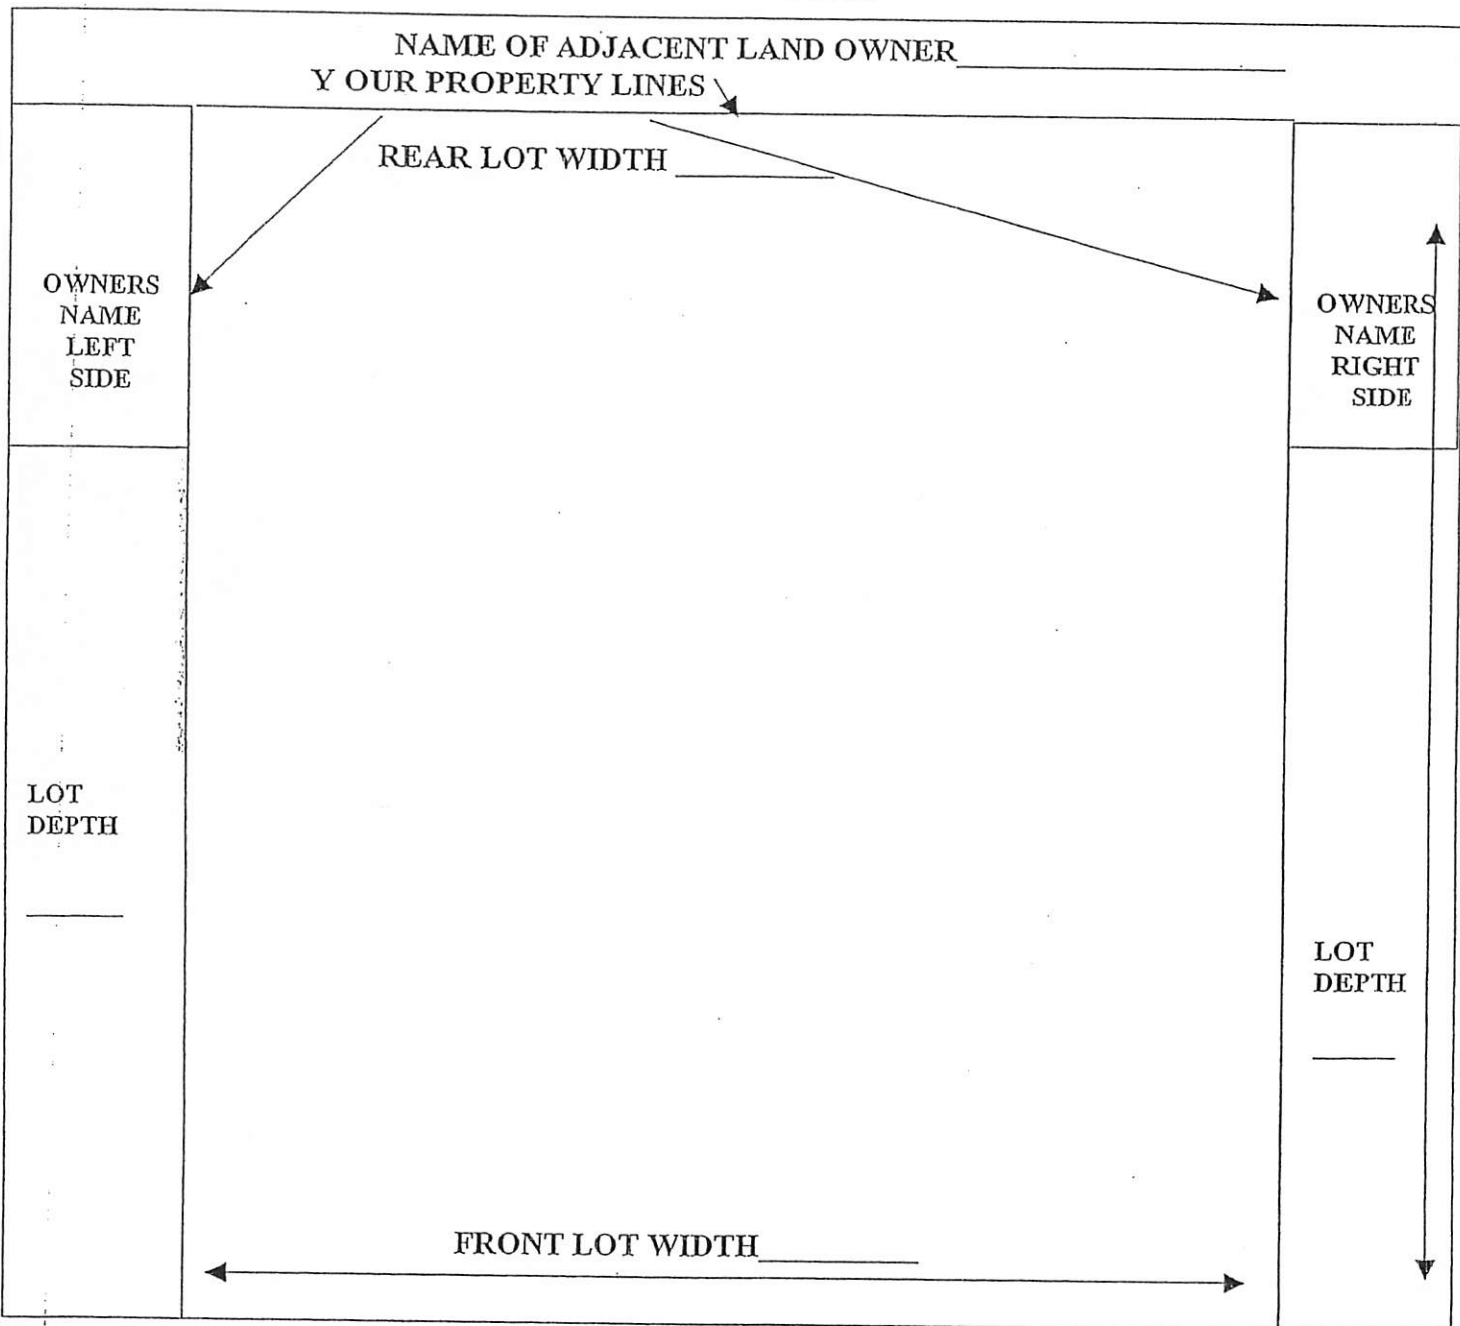 NAME OF ADJACENT LAND OWNER
Y OUR PROPERTY LINES
REAR LOT WIDTH
OWNERS
NAME
LEFT
SIDE
OWNERS
NAME
RIGHT
SIDE
LOT
DEPTH
LOT
DEPTH
FRONT LOT WIDTH